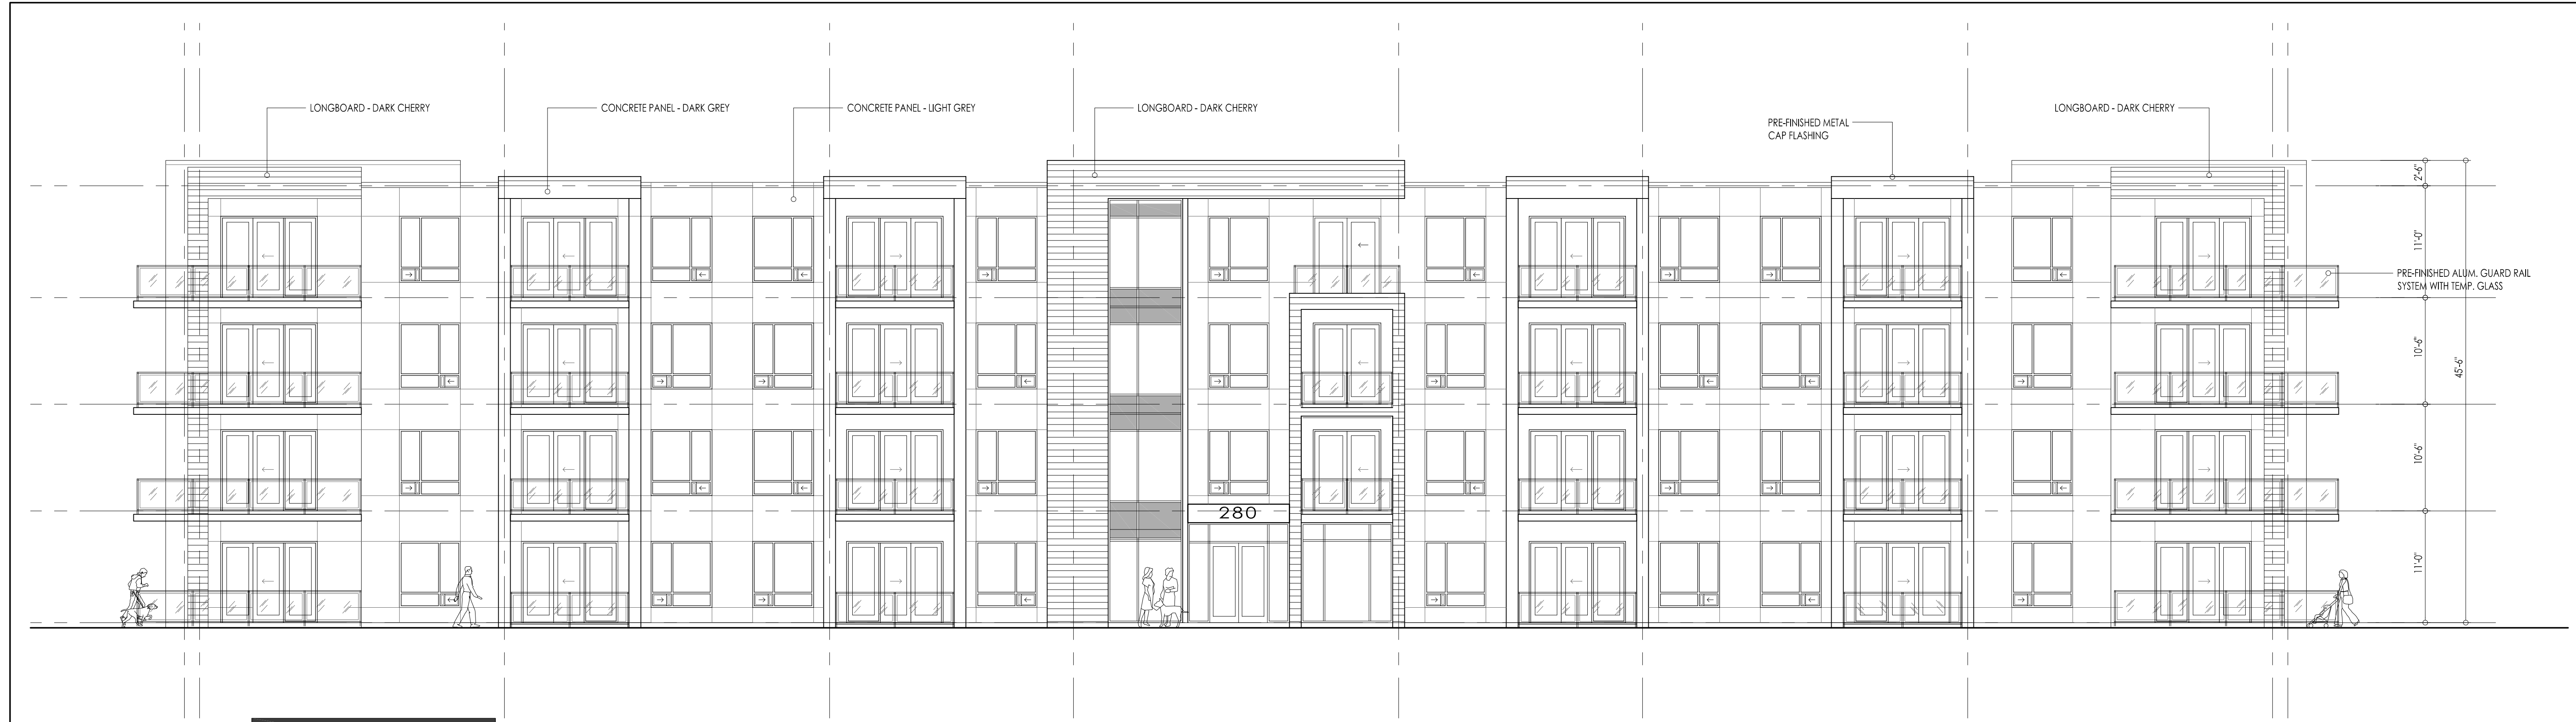 LONGBOARD - DARK CHERRY
CONCRETE PANEL - DARK GREY
CONCRETE PANEL - LIGHT GREY
LONGBOARD - DARK CHERRY
PRE-FINISHED METAL
CAP FLASHING
LONGBOARD - DARK CHERRY
2'-6"
11'-0"
PRE-FINISHED ALUM. GUARD RAIL
SYSTEM WITH TEMP. GLASS
10'-6"
45'-6"
10'-6"
280
11'-0"